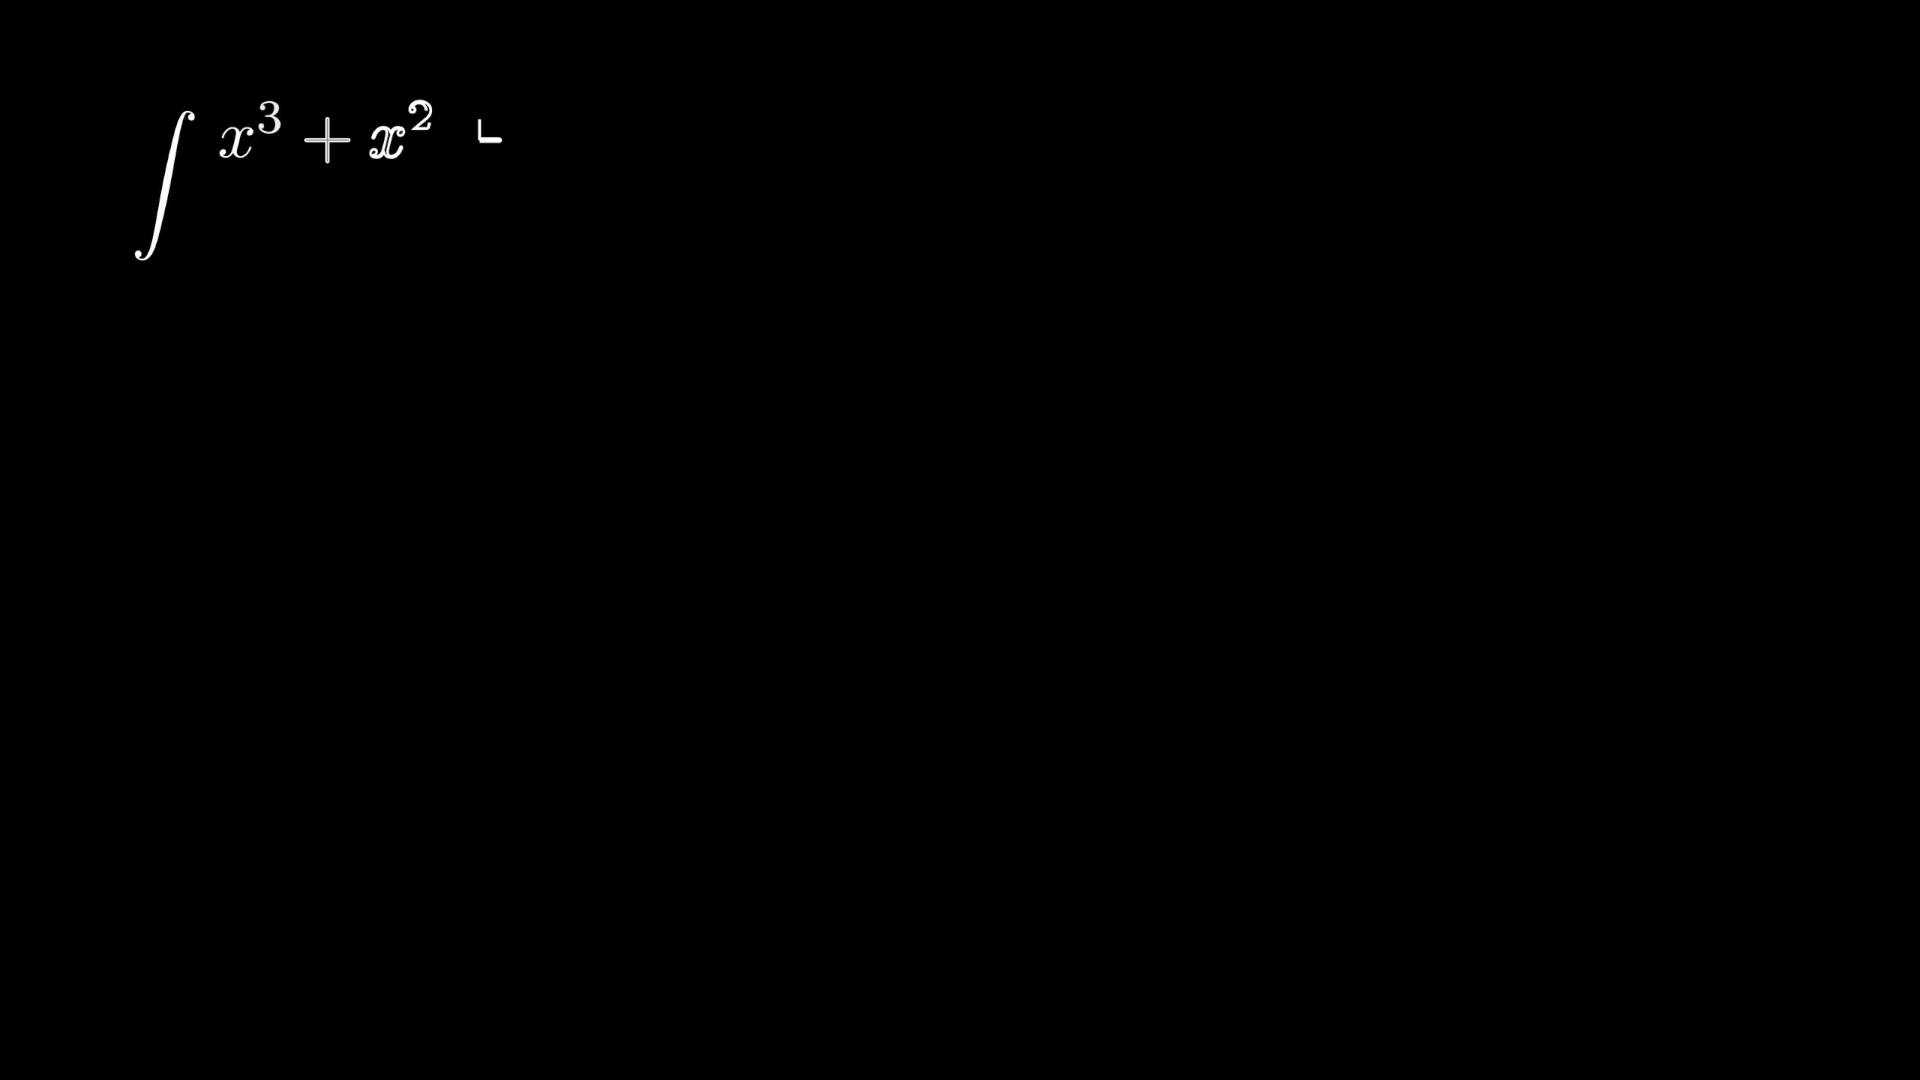 ∫ x³ + x²